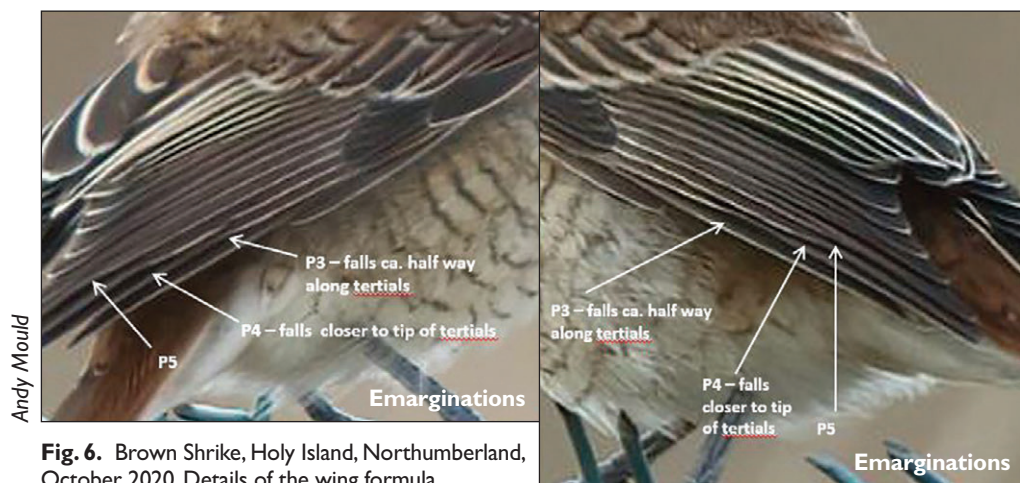 P3 – falls ca. half way
along tertials
P4 – falls closer to tip of tertials
P5
Emarginations
P3 – falls ca. half way
along tertials
P4 – falls
closer to tip
of tertials
P5
Emarginations
Andy Mould
Fig. 6. Brown Shrike, Holy Island, Northumberland,
October 2020. Details of the wing formula